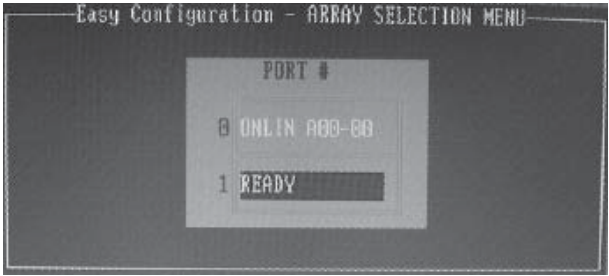 Easy Configuration - ARRAY SELECTION MENU
PORT #
0 ONLIN A00-00
1 READY